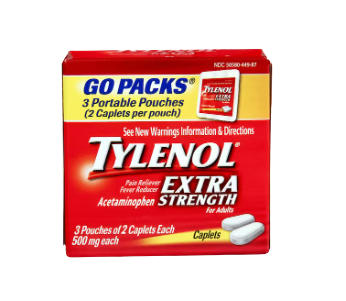 NDC 50580-449-87
GO PACKS®
3 Portable Pouches
(2 Caplets per pouch)
See New Warnings Information & Directions
TYLENOL®
Pain Reliever
Fever Reducer
Acetaminophen
EXTRA
STRENGTH
For Adults
3 Pouches of 2 Caplets Each
500 mg each
Caplets